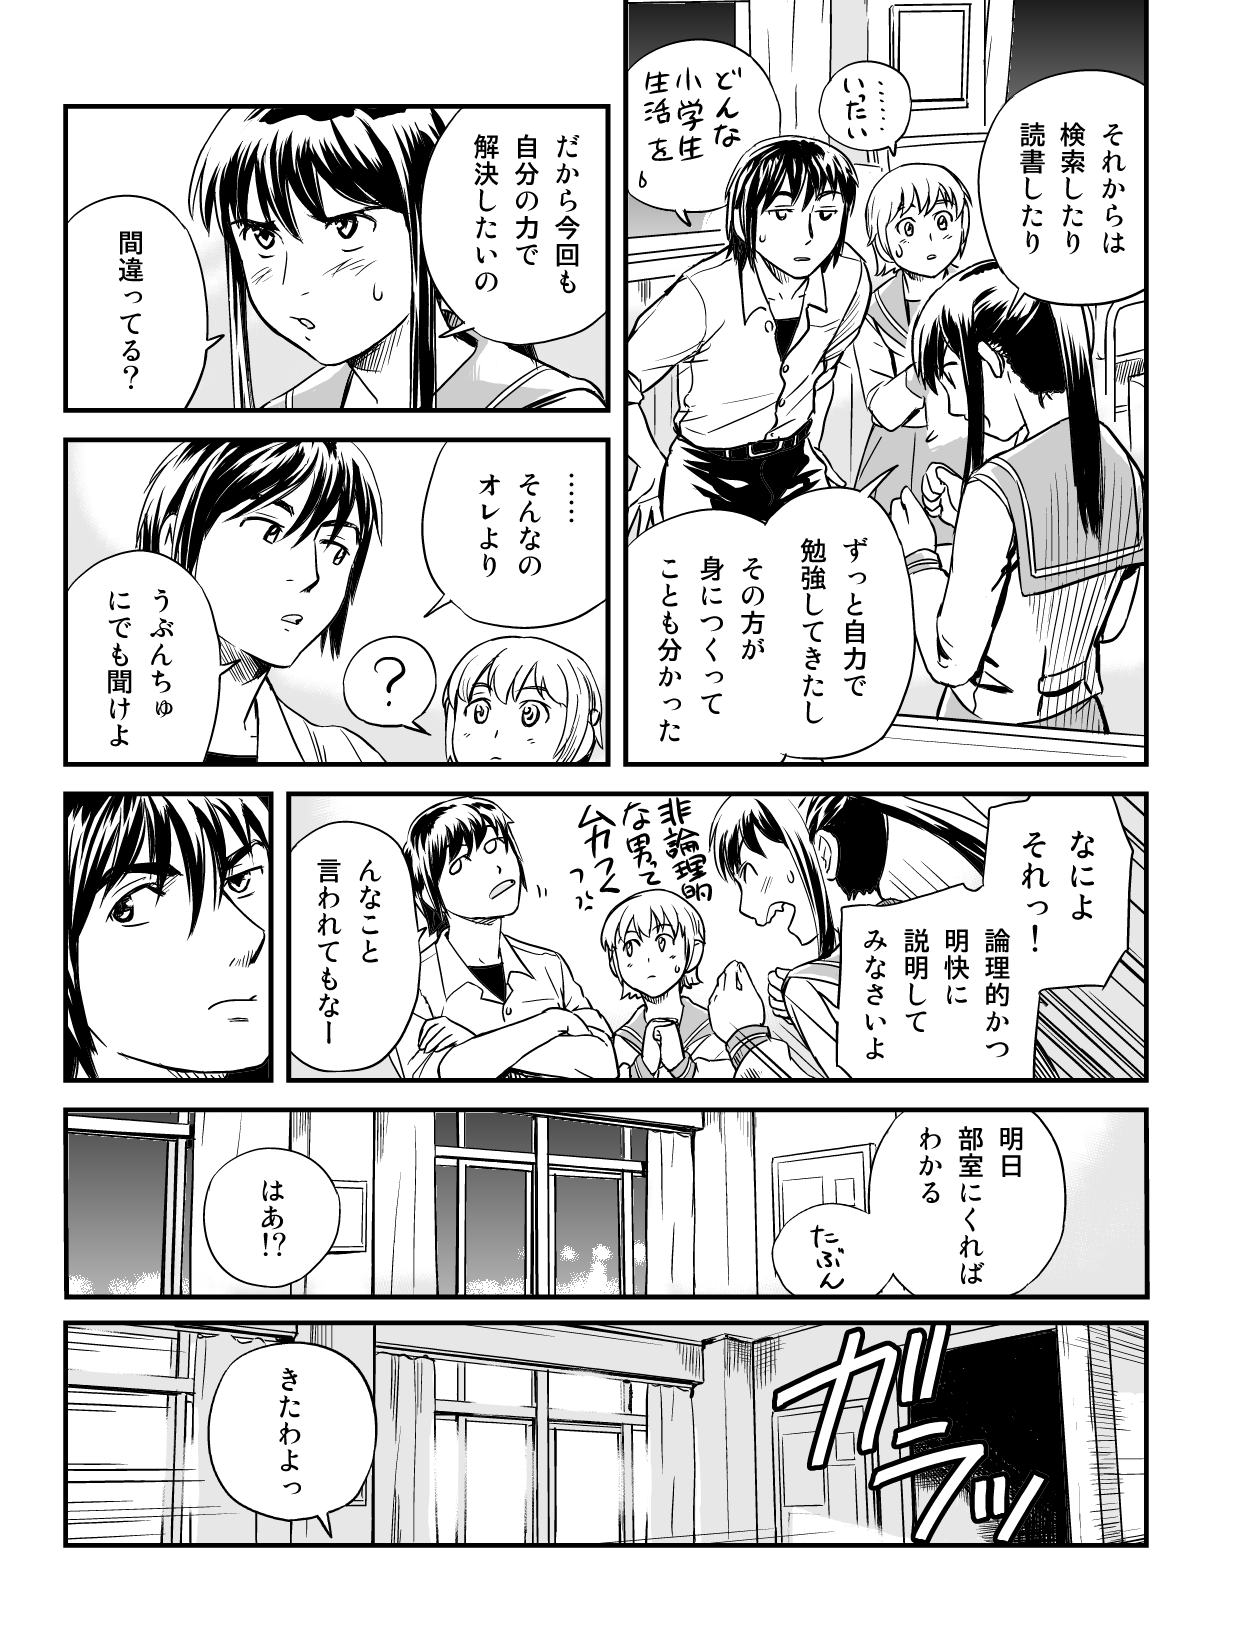 それからは
検索したり
読書したり
……
いったい
どんな
小学生
生活を
ずっと自力で
勉強してきたし
その方が
身につくって
ことも分かった
だから今回も
自分の力で
解決したいの
間違ってる?
……
そんなの
オレより
?
うぶんちゅ
にでも聞けよ
なによ
それっ!
論理的かつ
明快に
説明して
みなさいよ
非論理的
な男って
ムカつく
っ
んなこと
言われてもなー
明日
部室にくれば
わかる
たぶん
はあ!?
ガラッ
きたわよっ